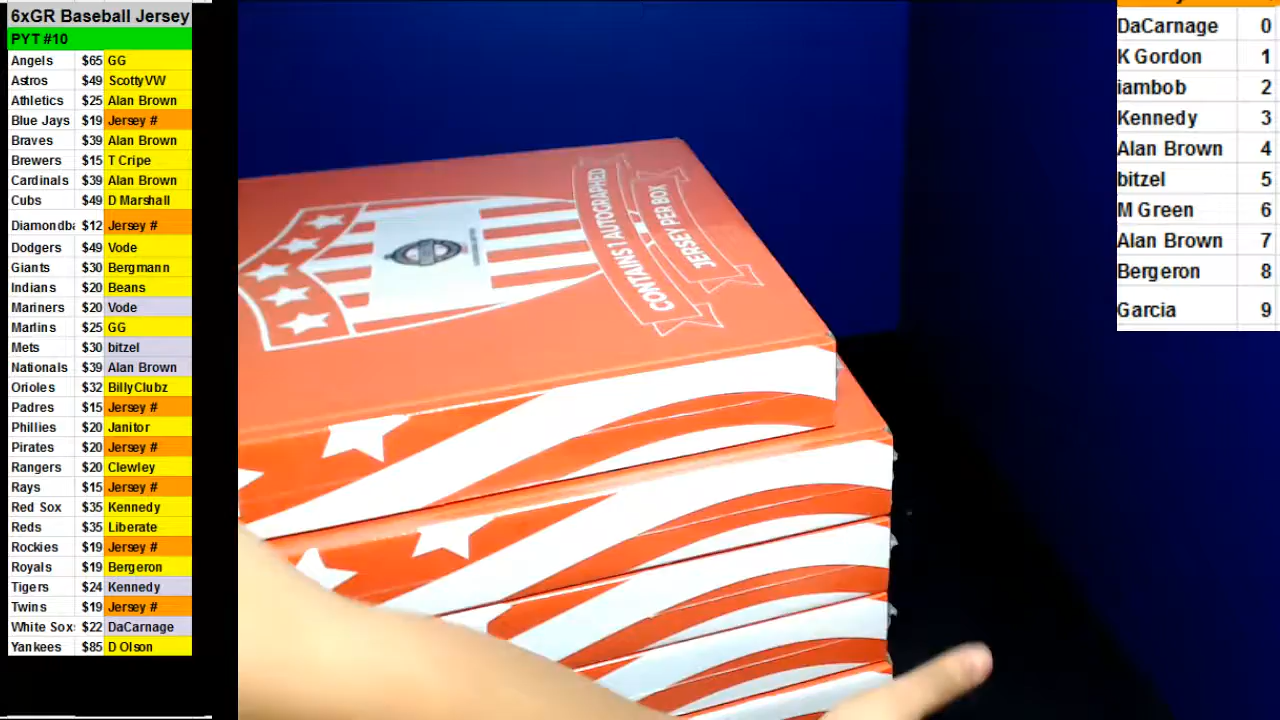 6xGR Baseball Jersey
PYT #10
Angels $65 GG
Astros $49 ScottyVW
Athletics $25 Alan Brown
Blue Jays $19 Jersey #
Braves $39 Alan Brown
Brewers $15 T Cripe
Cardinals $39 Alan Brown
Cubs $49 D Marshall
Diamondba $12 Jersey #
Dodgers $49 Vode
Giants $30 Bergmann
Indians $20 Beans
Mariners $20 Vode
Marlins $25 GG
Mets $30 bitzel
Nationals $39 Alan Brown
Orioles $32 BillyClubz
Padres $15 Jersey #
Phillies $20 Janitor
Pirates $20 Jersey #
Rangers $20 Clewley
Rays $15 Jersey #
Red Sox $35 Kennedy
Reds $35 Liberate
Rockies $19 Jersey #
Royals $19 Bergeron
Tigers $24 Kennedy
Twins $19 Jersey #
White Sox $22 DaCarnage
Yankees $85 D Olson
CONTAINS 1 AUTOGRAPHED
JERSEY PER BOX
DaCarnage 0
K Gordon 1
iambob 2
Kennedy 3
Alan Brown 4
bitzel 5
M Green 6
Alan Brown 7
Bergeron 8
Garcia 9